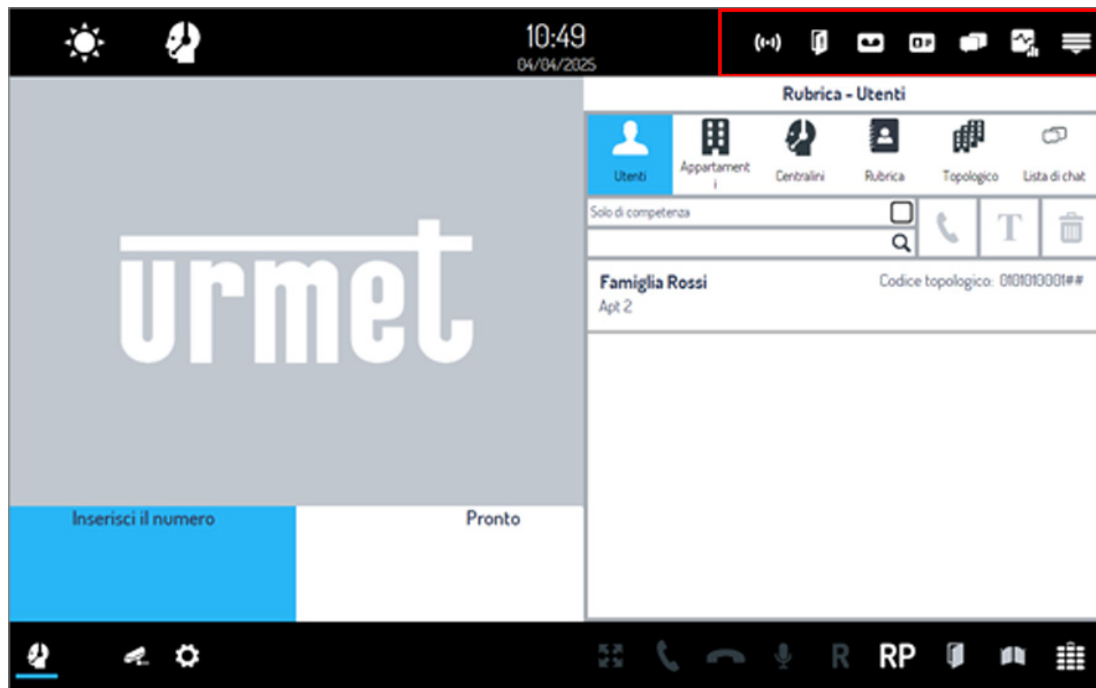 10:49
04/04/2025
Rubrica - Utenti
Utenti
Appartament
i
Centralini
Rubrica
Topologico
Lista di chat
Solo di competenza
T
Famiglia Rossi
Codice topologico: 0101010001##
Apt 2
urmet
Inserisci il numero
Pronto
R
RP